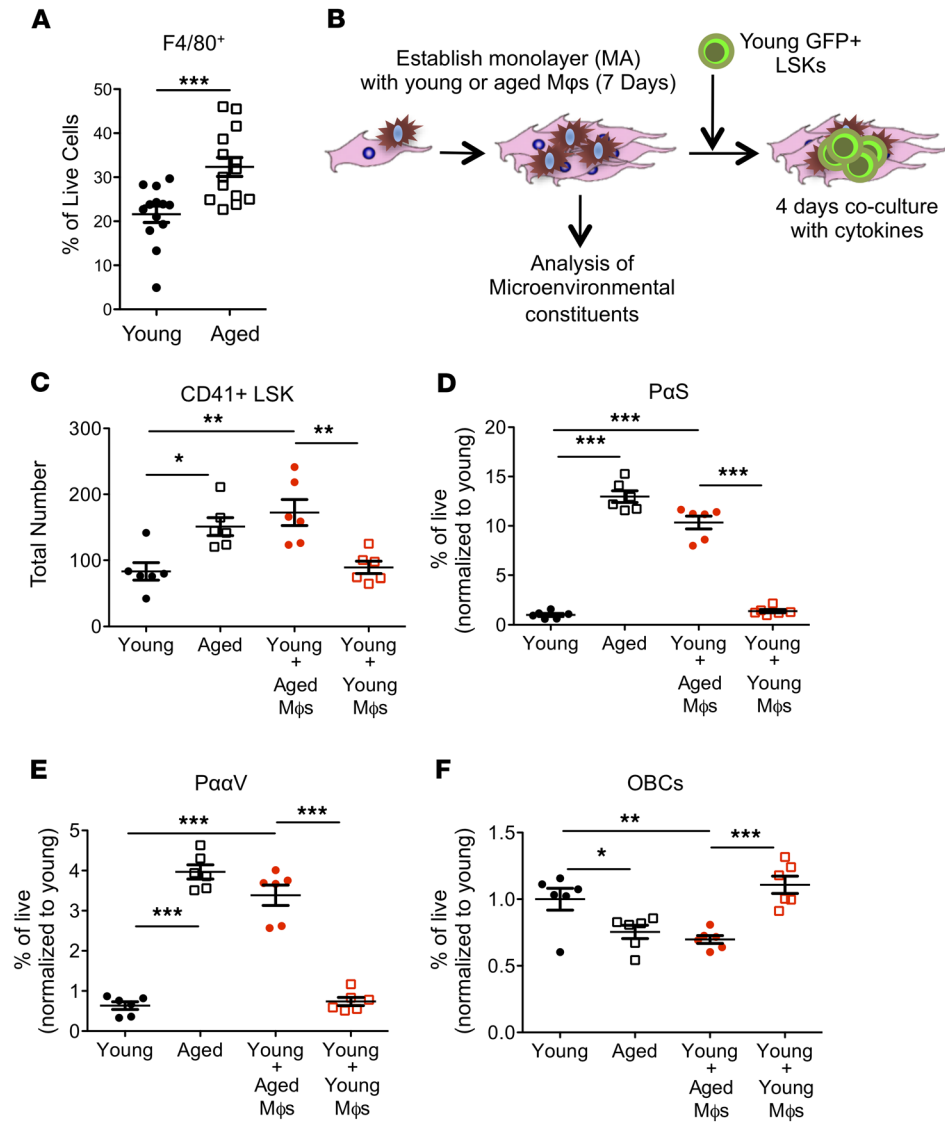 A
F4/80+
***
% of Live Cells
50
40
30
20
10
0
Young
Aged
B
Establish monolayer (MA)
with young or aged Mφs (7 Days)
Young GFP+
LSKs
4 days co-culture
with cytokines
Analysis of
Microenvironmental
constituents
C
CD41+ LSK
**
**
*
Total Number
300
200
100
0
Young
Aged
Young
+
Aged
Mϕs
Young
+
Young
Mϕs
D
PαS
***
***
***
% of live
(normalized to young)
20
15
10
5
0
Young
Aged
Young
+
Aged
Mϕs
Young
+
Young
Mϕs
E
PααV
***
***
***
% of live
(normalized to young)
5
4
3
2
1
0
Young
Aged
Young
+
Aged
Mϕs
Young
+
Young
Mϕs
F
OBCs
**
***
*
% of live
(normalized to young)
1.5
1.0
0.5
0.0
Young
Aged
Young
+
Aged
Mϕs
Young
+
Young
Mϕs